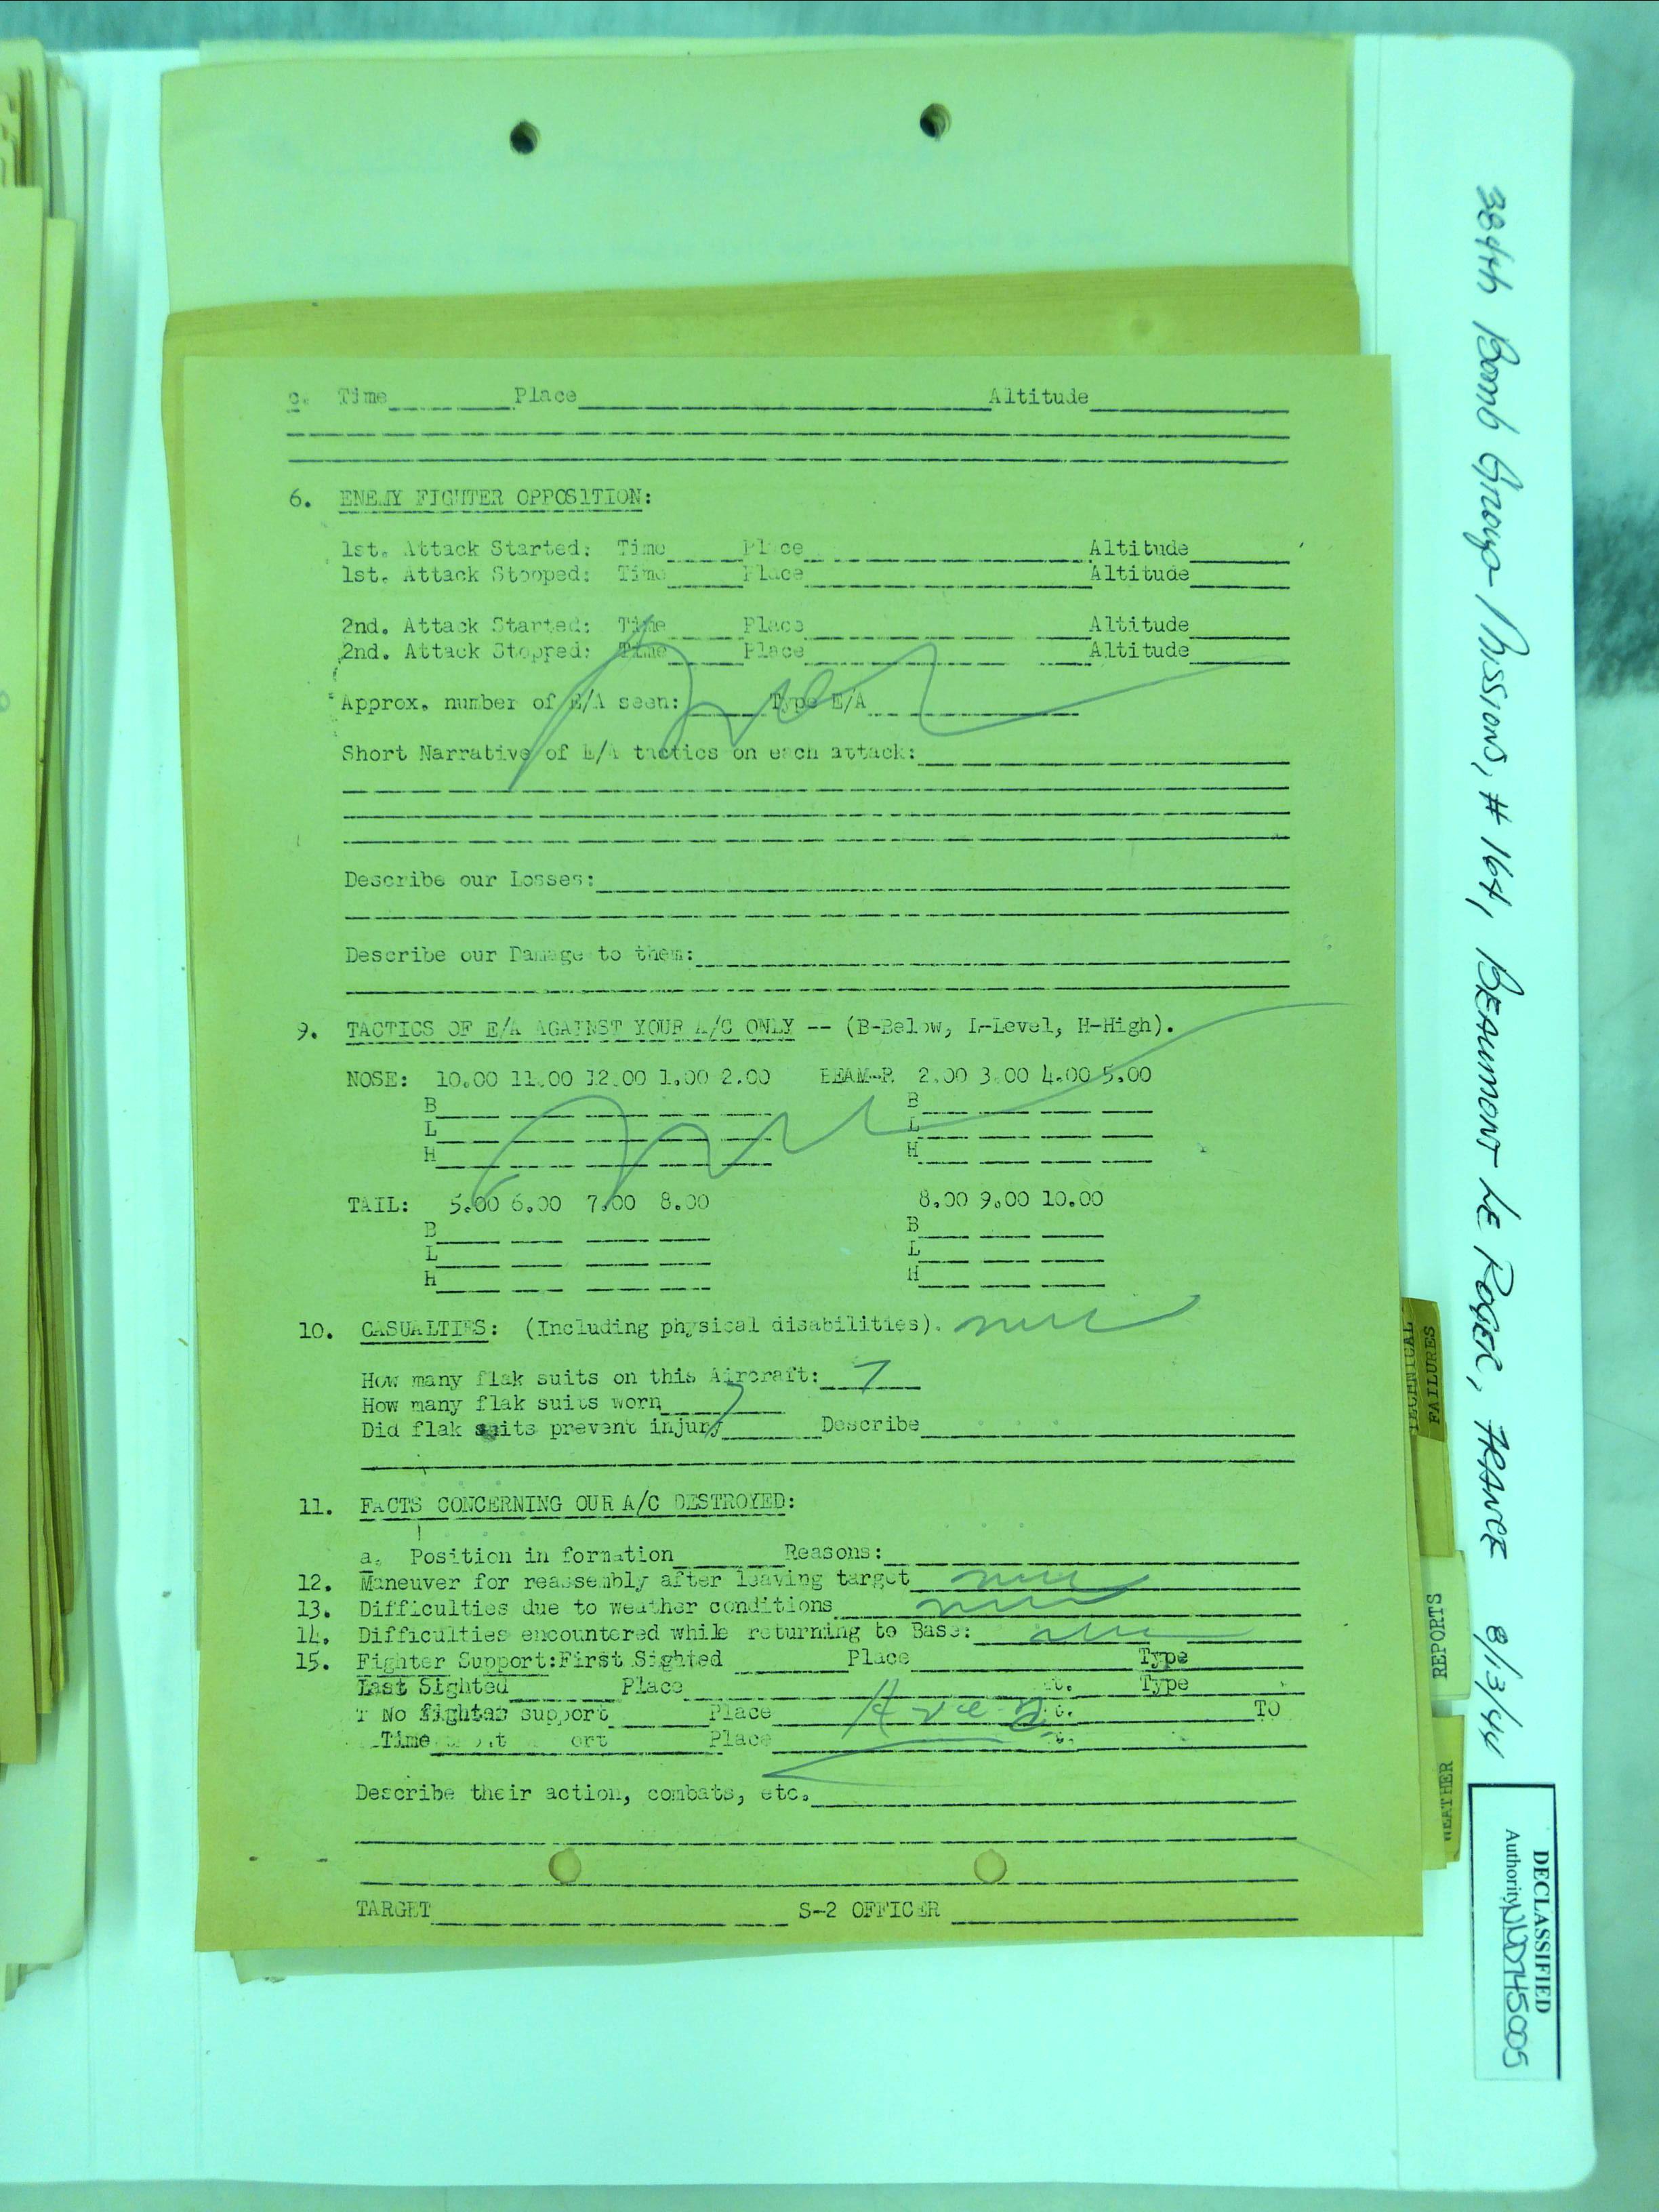 c. Time Place Altitude
6. ENEMY FIGHTER OPPOSITION:
1st. Attack Started: Time Place Altitude
1st. Attack Stopped: Time Place Altitude
2nd. Attack Started: Time Place Altitude
2nd. Attack Stopped: Time Place Altitude
Approx. number of E/A seen: Type E/A
Short Narrative of E/A tactics on each attack:
Describe our Losses:
Describe our Damage to them:
9. TACTICS OF E/A AGAINST YOUR A/C ONLY -- (B-Below, L-Level, H-High).
NOSE: 10.00 11.00 12.00 1.00 2.00 BEAM-R 2.00 3.00 4.00 5.00
B B
L L
H H
TAIL: 5.00 6.00 7.00 8.00 8.00 9.00 10.00
B B
L L
H H
10. CASUALTIES: (Including physical disabilities).
How many flak suits on this Aircraft: 7
How many flak suits worn 7
Did flak suits prevent injury Describe
11. FACTS CONCERNING OUR A/C DESTROYED:
a. Position in formation Reasons:
12. Maneuver for reassembly after leaving target
13. Difficulties due to weather conditions
14. Difficulties encountered while returning to Base:
15. Fighter Support: First Sighted Place Type
Last Sighted Place Type
No fighter support Place TO
Time Place
Describe their action, combats, etc.
TARGET S-2 OFFICER
384th Bomb Group - Missions, # 164, BEAUMONT LE ROGER, FRANCE 8/13/44
TECHNICAL
FAILURES
REPORTS
WEATHER
DECLASSIFIED
Authority NND745005